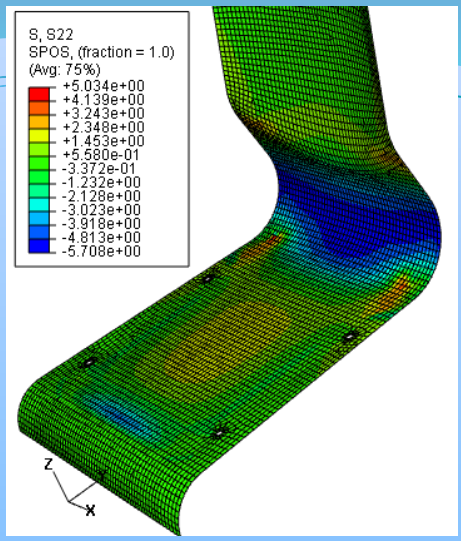 S, S22
SPOS, (fraction = 1.0)
(Avg: 75%)
+5.034e+00
+4.139e+00
+3.243e+00
+2.348e+00
+1.453e+00
+5.580e-01
-3.372e-01
-1.232e+00
-2.128e+00
-3.023e+00
-3.918e+00
-4.813e+00
-5.708e+00
Z
Y
X